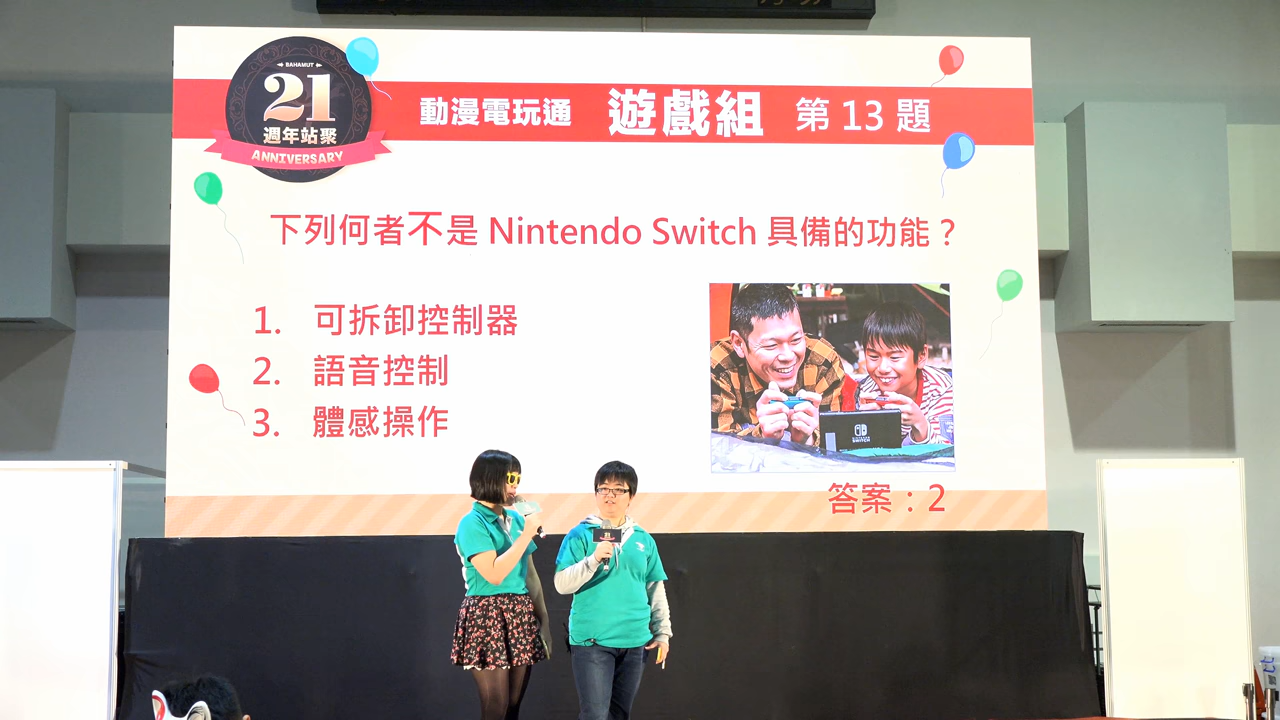 BAHAMUT
21
週年站聚
ANNIVERSARY
動漫電玩通 遊戲組 第 13 題
下列何者不是 Nintendo Switch 具備的功能？
1. 可拆卸控制器
2. 語音控制
3. 體感操作
NINTENDO
SWITCH
答案：2